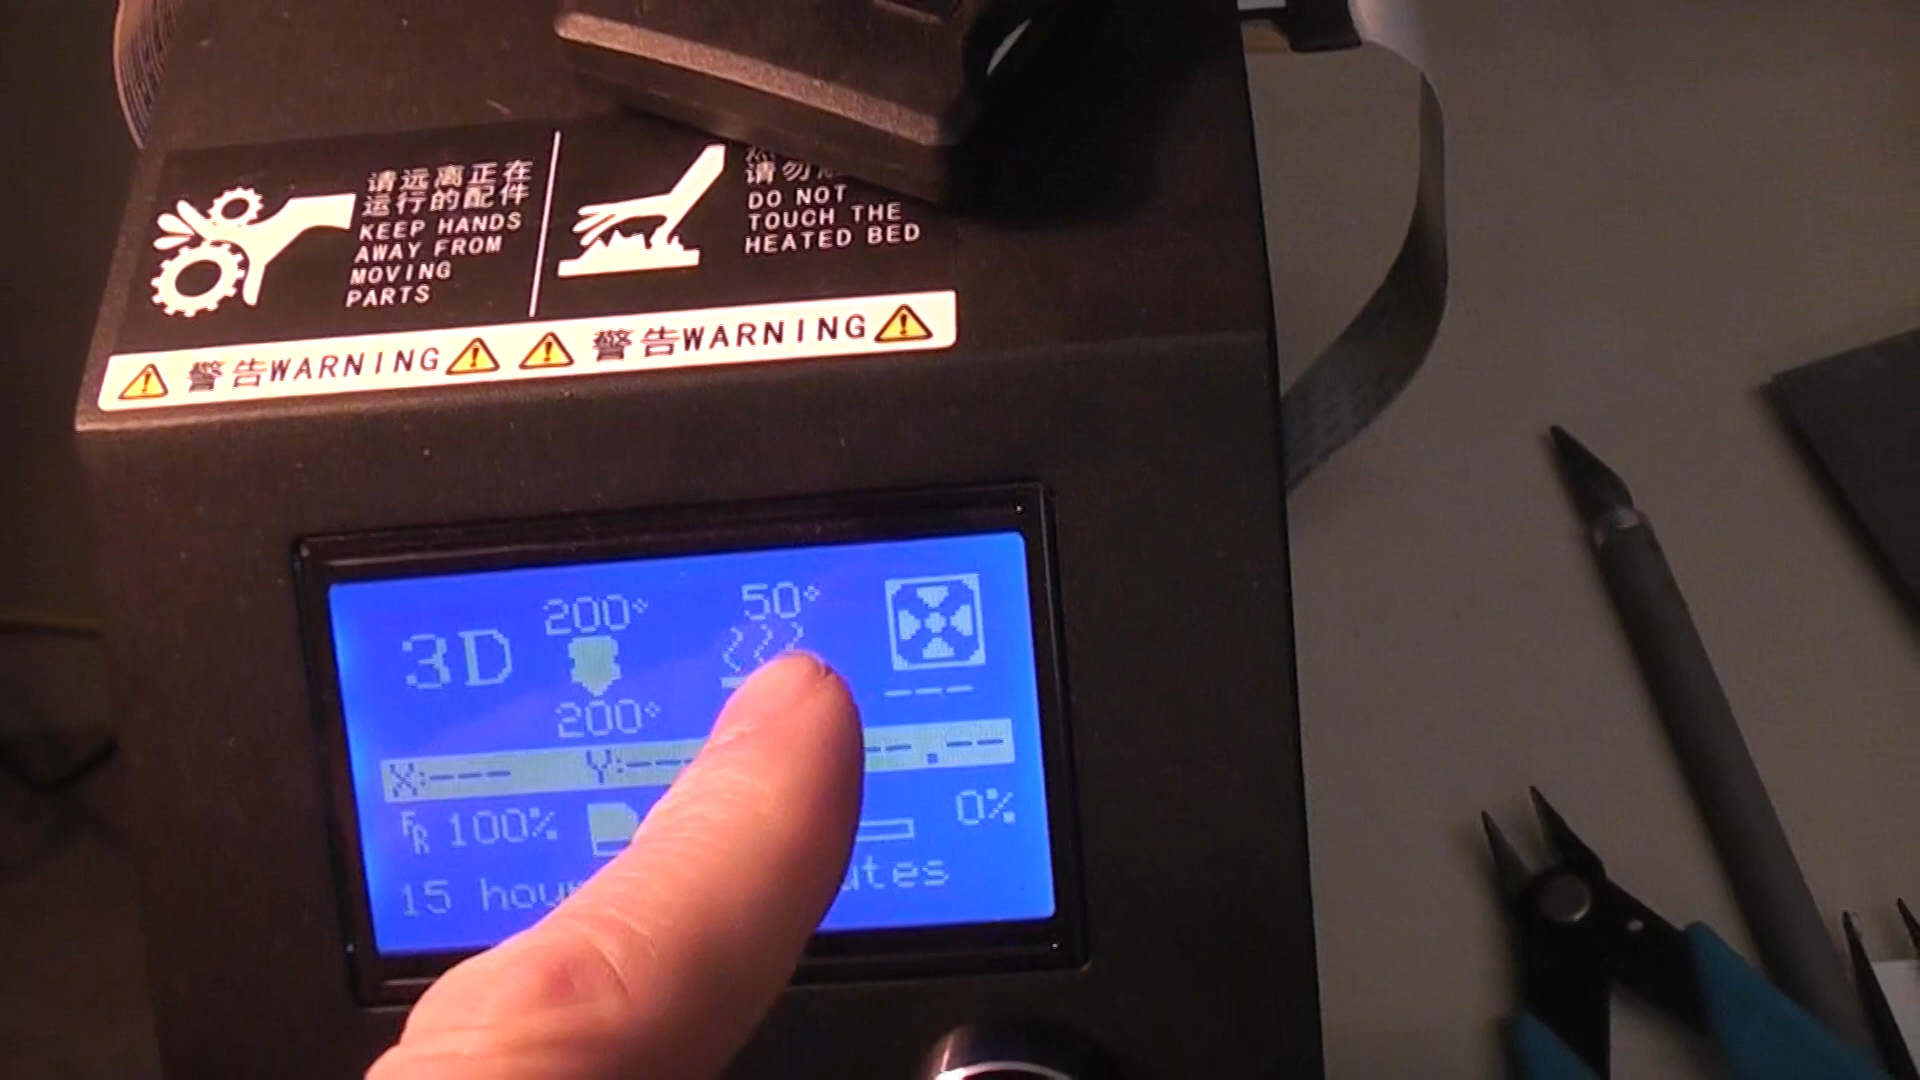 请远离正在
运行的配件
KEEP HANDS
AWAY FROM
MOVING
PARTS
请勿
DO NOT
TOUCH THE
HEATED BED
警告WARNING
警告WARNING
3D
200°
50°
200°
X:---
Y:---
--.--
---
FR 100%
0%
15